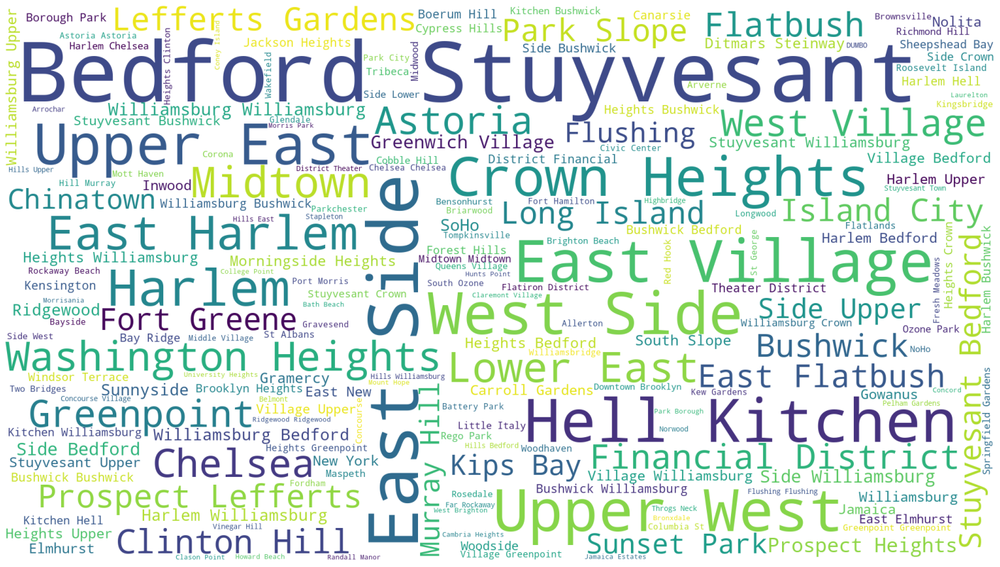 Williamsburg Upper
Borough Park
Lefferts Gardens
Boerum Hill
Kitchen Bushwick
Canarsie
Brownsville
Nolita
Cypress Hills
Park Slope
Flatbush
Richmond Hill
Astoria Astoria
Harlem Chelsea
Heights Clinton
Coney Island
Jackson Heights
Side Bushwick
Ditmars Steinway
DUMBO
Sheepshead Bay
Bedford Stuyvesant
Wakefield
Park City
Tribeca
Midwood
Side Crown
Roosevelt Island
Arverne
Harlem Hell
Side Lower
Laurelton
Kingsbridge
Arrochar
Williamsburg Williamsburg
Stuyvesant Bushwick
Glendale
Morris Park
Astoria
Heights Bushwick
West Village
Upper East
Flushing
Greenwich Village
Stuyvesant Williamsburg
Civic Center
Corona
Cobble Hill
District Financial
Village Bedford
Hills Upper
Mott Haven
District Theater
Chelsea Chelsea
Crown Heights
Hill Murray
Inwood
Midtown
Harlem Upper
Stuyvesant Town
Chinatown
Williamsburg Bushwick
Parkchester
Bensonhurst
Fort Hamilton
Highbridge
Briarwood
Long Island
Longwood
Island City
Hills East
Stapleton
SoHo
East Harlem
Tompkinsville
Bushwick Bedford
Flatlands
Harlem Bedford
Brighton Beach
St George
Red Hook
Heights Williamsburg
Morningside Heights
Forest Hills
Midtown Midtown
East Village
Queens Village
Rockaway Beach
College Point
Hunts Point
Fresh Meadows
Heights Crown
Harlem Bushwick
Kensington
Harlem
Port Morris
South Ozone
Flatiron District
Theater District
Stuyvesant Crown
Claremont Village
Morrisania
Bath Beach
Ridgewood
Fort Greene
West Side
Side Upper
Bayside
Gravesend
Allerton
Williamsburg Crown
Ozone Park
Side West
Bay Ridge
Middle Village
St Albans
East Side
Heights Bedford
South Slope
Bushwick
NoHo
Stuyvesant Bedford
Washington Heights
Williamsbridge
Lower East
East Flatbush
Windsor Terrace
University Heights
Gramercy
Hills Williamsburg
Mount Hope
Two Bridges
Sunnyside
Brooklyn Heights
East New
Carroll Gardens
Downtown Brooklyn
Kew Gardens
Gowanus
Concord
Concourse Village
Belmont
Battery Park
Pelham Gardens
Greenpoint
Village Upper
Concourse
Murray Hill
Park Borough
Hell Kitchen
Ridgewood Ridgewood
Little Italy
Norwood
Springfield Gardens
Kitchen Williamsburg
Williamsburg Bedford
Rego Park
Side Bedford
Heights Greenpoint
Hills Bedford
Woodhaven
Financial District
Stuyvesant Upper
Chelsea
New York
Kips Bay
Bushwick Bushwick
Maspeth
Village Williamsburg
Side Williamsburg
Fordham
Prospect Lefferts
Rosedale
Bushwick Williamsburg
Flushing Flushing
Williamsburg
Far Rockaway
West Brighton
Upper West
Throgs Neck
Jamaica
Harlem Williamsburg
Bronxdale
East Elmhurst
Kitchen Hell
Vinegar Hill
Columbia St
Greenpoint Greenpoint
Heights Upper
Cambria Heights
Elmhurst
Clinton Hill
Woodside
Sunset Park
Prospect Heights
Village Greenpoint
Clason Point
Howard Beach
Randall Manor
Jamaica Estates